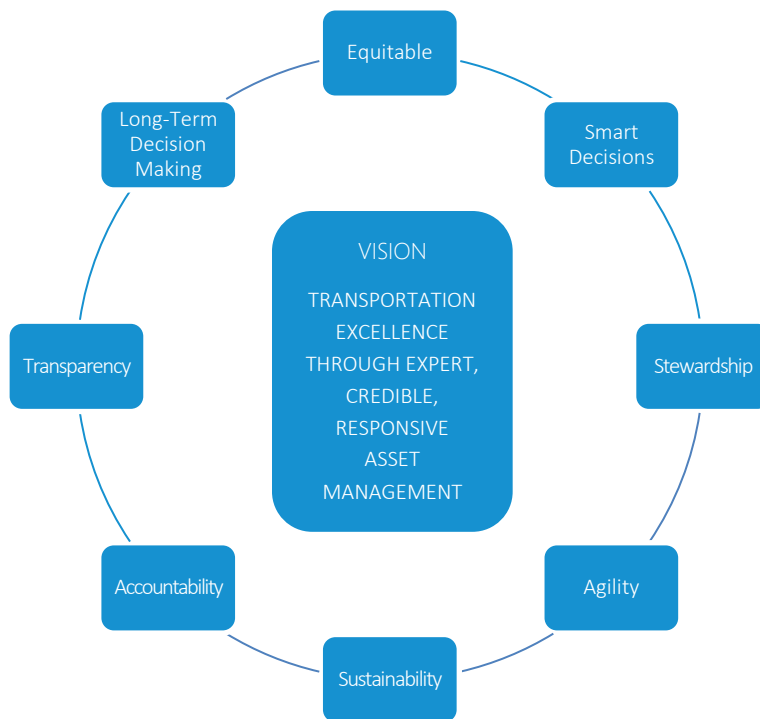 Equitable
Smart
Decisions
Stewardship
Agility
Sustainability
Accountability
Transparency
Long-Term
Decision
Making
VISION
TRANSPORTATION
EXCELLENCE
THROUGH EXPERT,
CREDIBLE,
RESPONSIVE
ASSET
MANAGEMENT